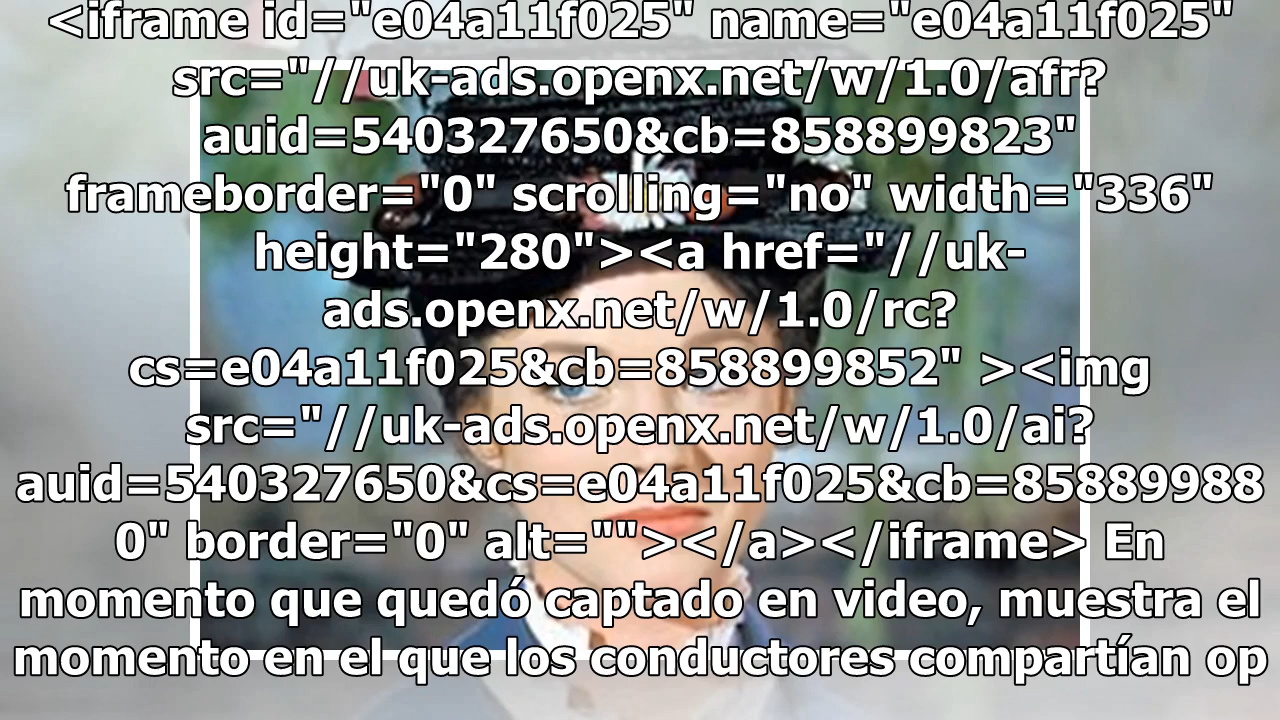 <iframe id="e04a11f025" name="e04a11f025"
src="//uk-ads.openx.net/w/1.0/afr?
auid=540327650&cb=858899823"
frameborder="0" scrolling="no" width="336"
height="280"><a href="//uk-
ads.openx.net/w/1.0/rc?
cs=e04a11f025&cb=858899852" ><img
src="//uk-ads.openx.net/w/1.0/ai?
auid=540327650&cs=e04a11f025&cb=85889988
0" border="0" alt=""></a></iframe> En
momento que quedó captado en video, muestra el
momento en el que los conductores compartían op